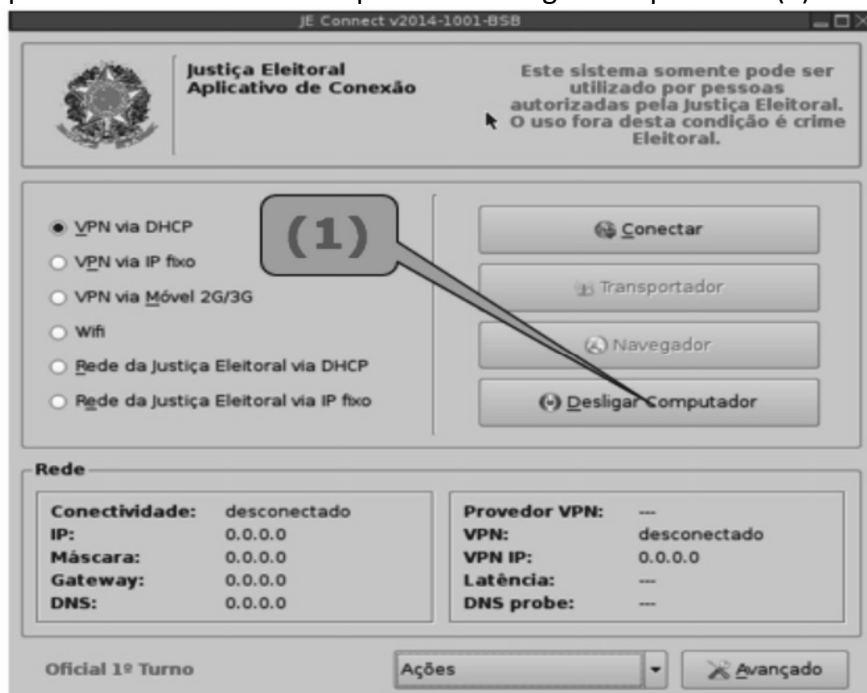 JE Connect v2014-1001-BSB
Justiça Eleitoral
Aplicativo de Conexão
Este sistema somente pode ser
utilizado por pessoas
autorizadas pela Justiça Eleitoral.
O uso fora desta condição é crime
Eleitoral.
VPN via DHCP
VPN via IP fixo
VPN via Móvel 2G/3G
Wifi
Rede da Justiça Eleitoral via DHCP
Rede da Justiça Eleitoral via IP fixo
(1)
Conectar
Transportador
Navegador
Desligar Computador
Rede
Conectividade: desconectado
IP: 0.0.0.0
Máscara: 0.0.0.0
Gateway: 0.0.0.0
DNS: 0.0.0.0
Provedor VPN: ---
VPN: desconectado
VPN IP: 0.0.0.0
Latência: ---
DNS probe: ---
Oficial 1º Turno
Ações
Avançado